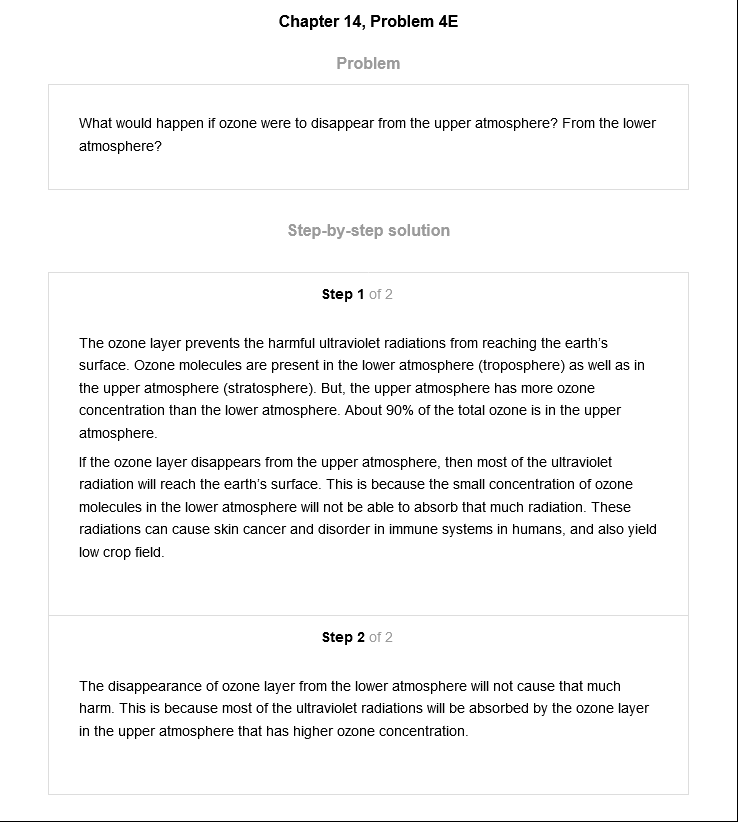 Chapter 14, Problem 4E
Problem
What would happen if ozone were to disappear from the upper atmosphere? From the lower
atmosphere?
Step-by-step solution
Step 1 of 2
The ozone layer prevents the harmful ultraviolet radiations from reaching the earth's
surface. Ozone molecules are present in the lower atmosphere (troposphere) as well as in
the upper atmosphere (stratosphere). But, the upper atmosphere has more ozone
concentration than the lower atmosphere. About 90% of the total ozone is in the upper
atmosphere.
If the ozone layer disappears from the upper atmosphere, then most of the ultraviolet
radiation will reach the earth's surface. This is because the small concentration of ozone
molecules in the lower atmosphere will not be able to absorb that much radiation. These
radiations can cause skin cancer and disorder in immune systems in humans, and also yield
low crop field.
Step 2 of 2
The disappearance of ozone layer from the lower atmosphere will not cause that much
harm. This is because most of the ultraviolet radiations will be absorbed by the ozone layer
in the upper atmosphere that has higher ozone concentration.